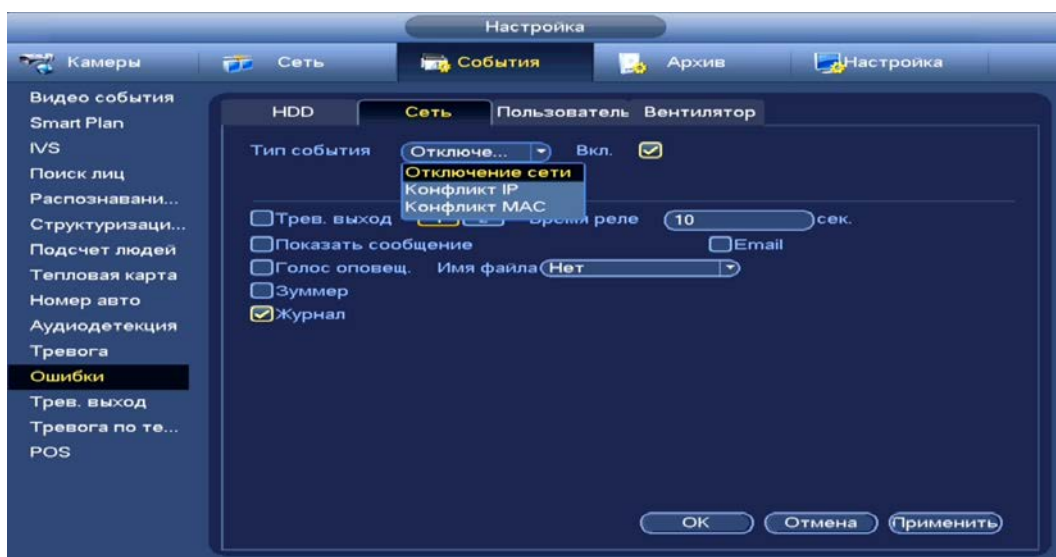 Настройка
Камеры Сеть События Архив Настройка
Видео события
Smart Plan
IVS
Поиск лиц
Распознавани...
Структуризаци...
Подсчет людей
Тепловая карта
Номер авто
Аудиодетекция
Тревога
Ошибки
Трев. выход
Тревога по те...
POS
HDD Сеть Пользователь Вентилятор
Тип события Отключе... Вкл.
Отключение сети
Конфликт IP
Конфликт MAC
Трев. выход Время реле 10 сек.
Показать сообщение Email
Голос оповещ. Имя файла Нет
Зуммер
Журнал
OK Отмена Применить